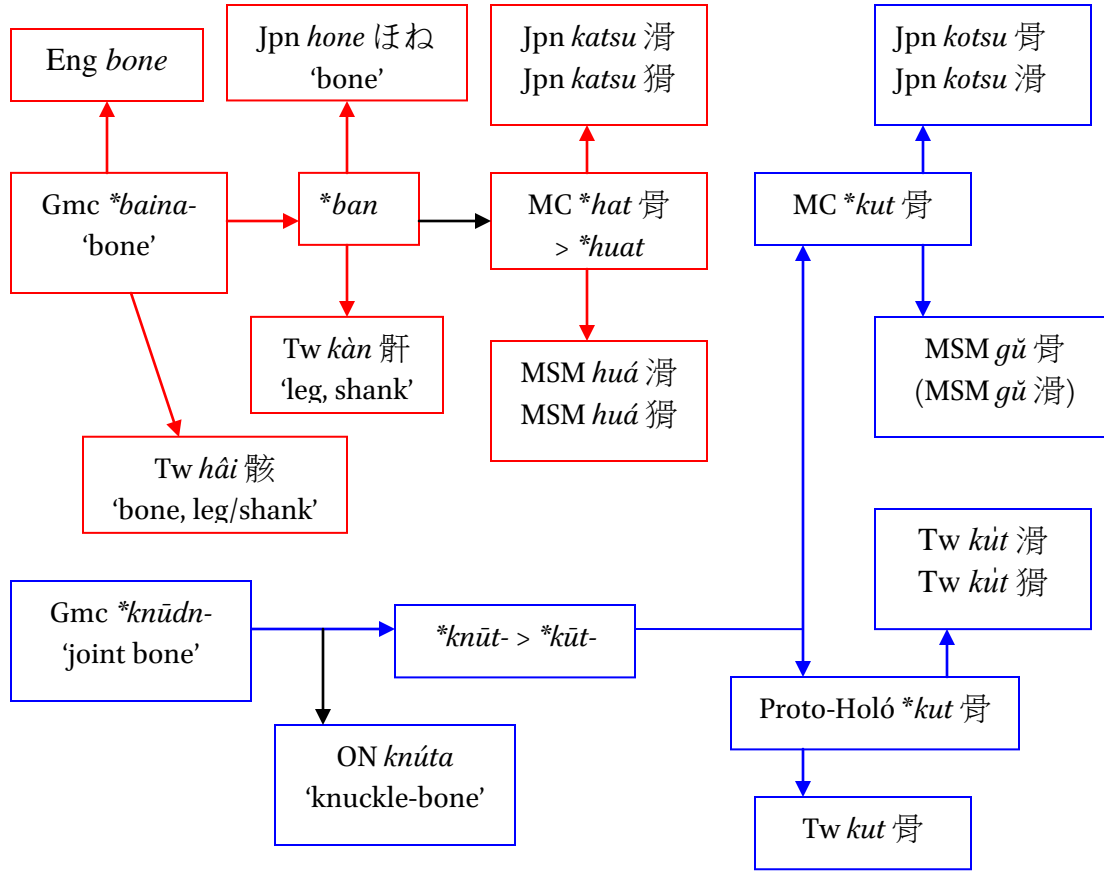 Eng bone
Jpn hone ほね
‘bone’
Jpn katsu 滑
Jpn katsu 猾
Jpn kotsu 骨
Jpn kotsu 滑
Gmc *baina-
‘bone’
*ban
MC *hat 骨
> *huat
MC *kut 骨
Tw kàn 骭
‘leg, shank’
MSM huá 滑
MSM huá 猾
MSM gǔ 骨
(MSM gǔ 滑)
Tw hâi 骸
‘bone, leg/shank’
Tw ku̍t 滑
Tw ku̍t 猾
Gmc *knūdn-
‘joint bone’
*knūt- > *kūt-
Proto-Holó *kut 骨
ON knúta
‘knuckle-bone’
Tw kut 骨